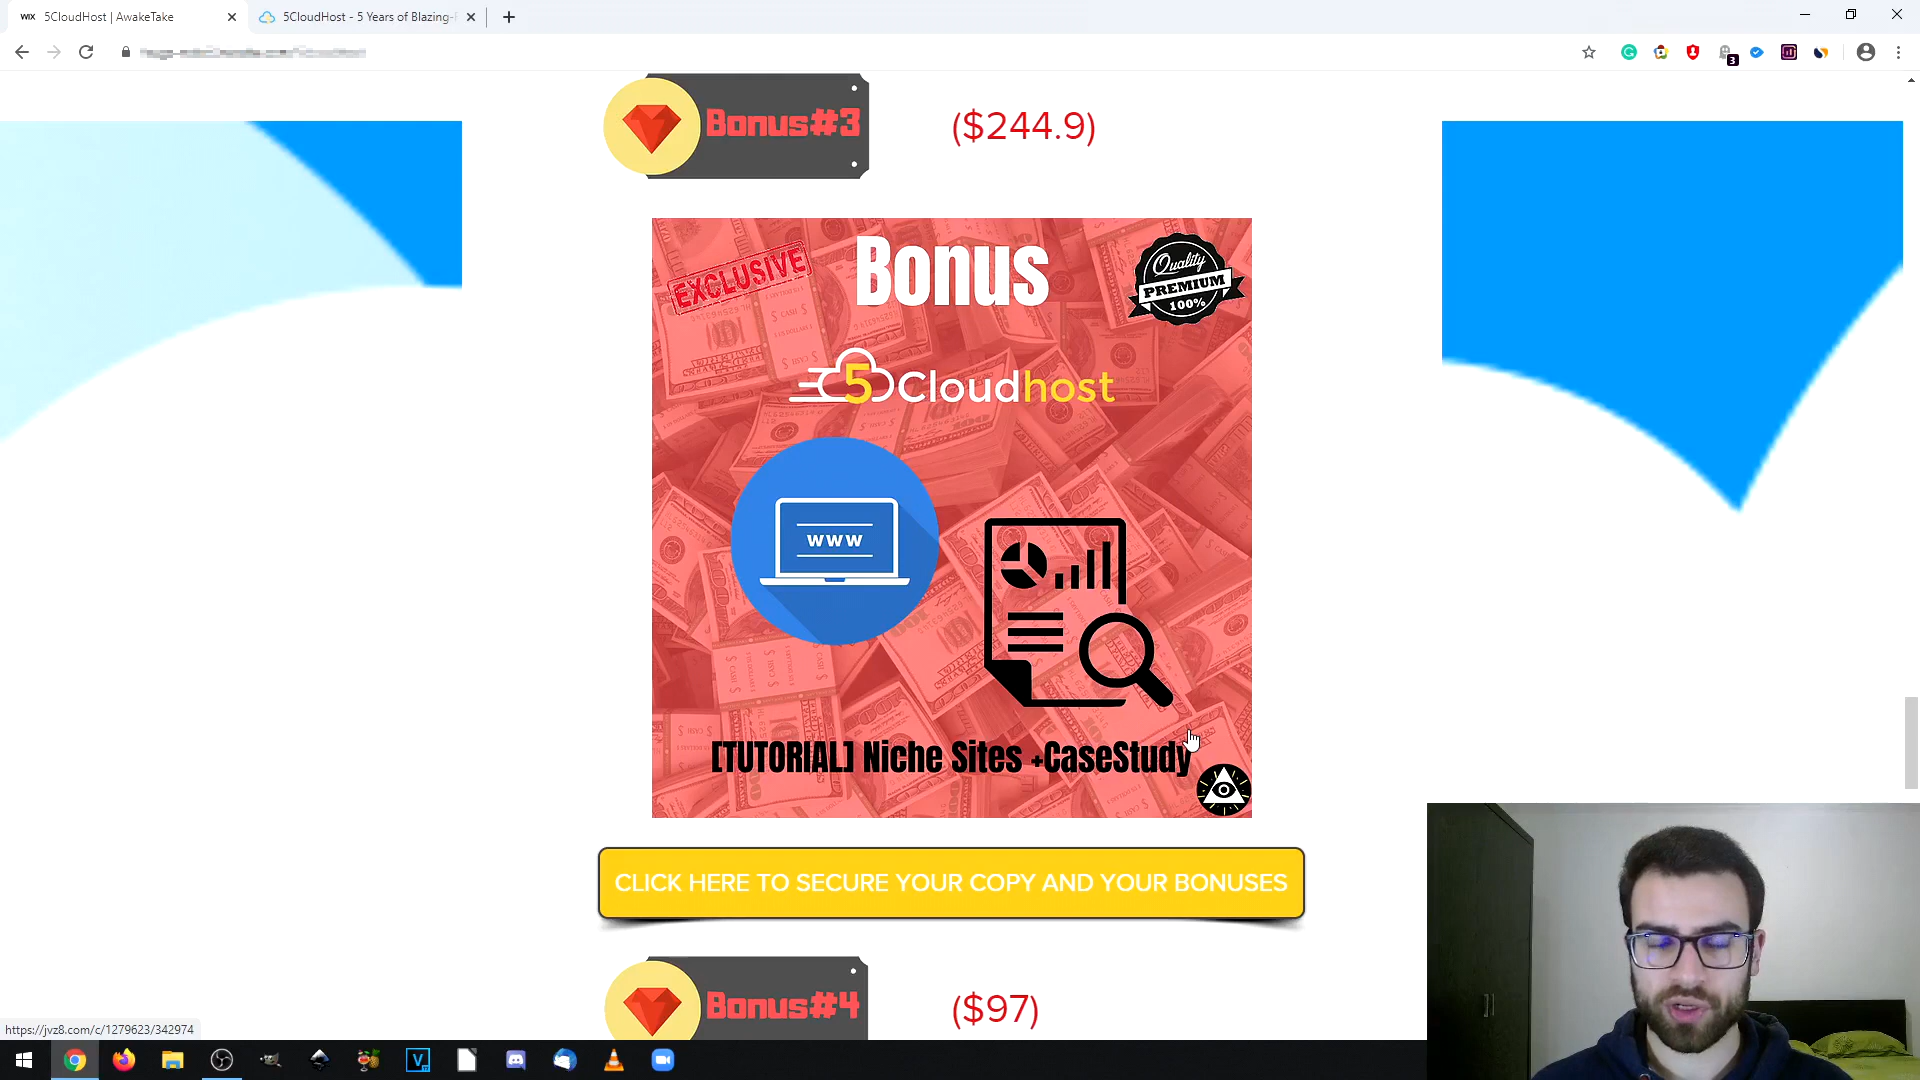 WIX 5CloudHost | AwakeTake
5CloudHost - 5 Years of Blazing-F
3
Bonus#3
($244.9)
EXCLUSIVE
Bonus
Quality
PREMIUM
100%
5Cloudhost
www
[TUTORIAL] Niche Sites +CaseStudy
CLICK HERE TO SECURE YOUR COPY AND YOUR BONUSES
Bonus#4
($97)
https://jvz8.com/c/1279623/342974